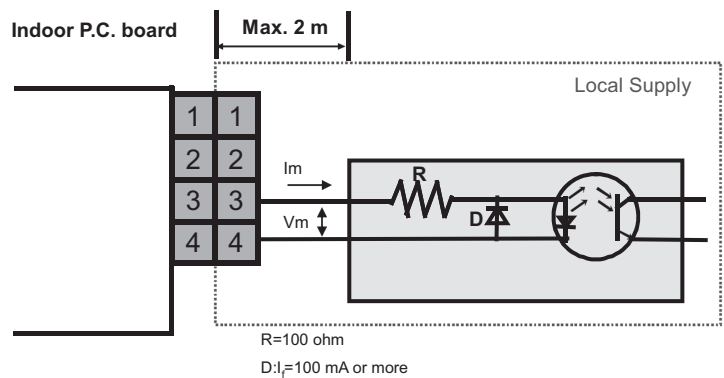 Indoor P.C. board
Max. 2 m
Local Supply
1 1
2 2
3 3
4 4
Im
Vm
R
D
R=100 ohm
D:If=100 mA or more